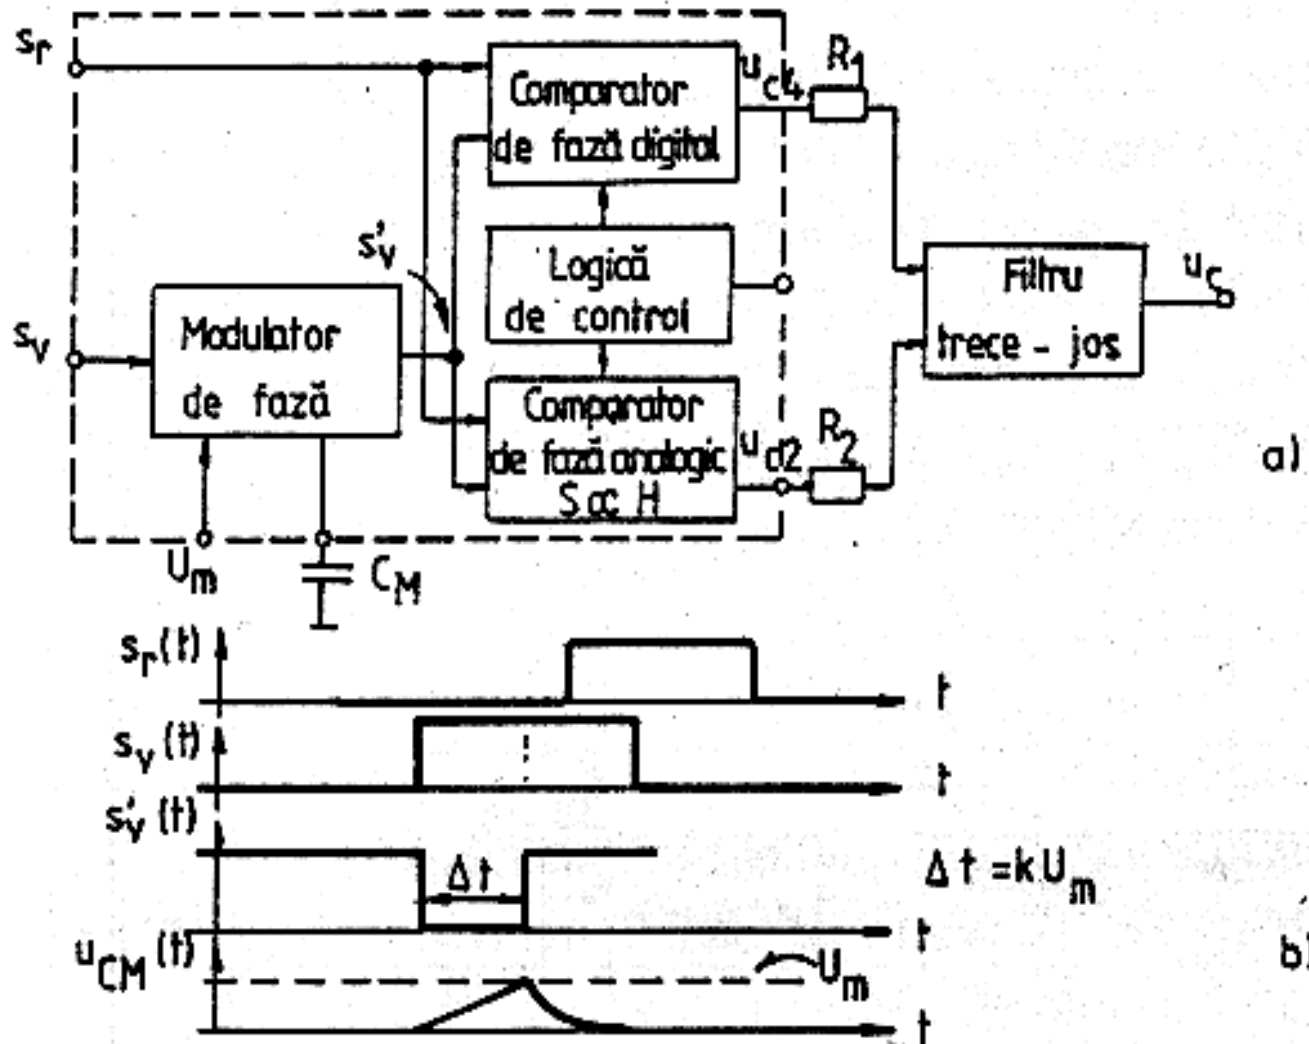 s_r
Comparator
de fază digital
u_d1
R_1
s'_v
Logică
de control
Filtru
trece - jos
u_c
s_v
Modulator
de fază
Comparator
de fază analogic
S & H
u_d2
R_2
a)
U_m
C_M
s_r(t)
t
s_v(t)
t
s'_v(t)
Δt
Δt = kU_m
t
u_CM(t)
U_m
b)
t